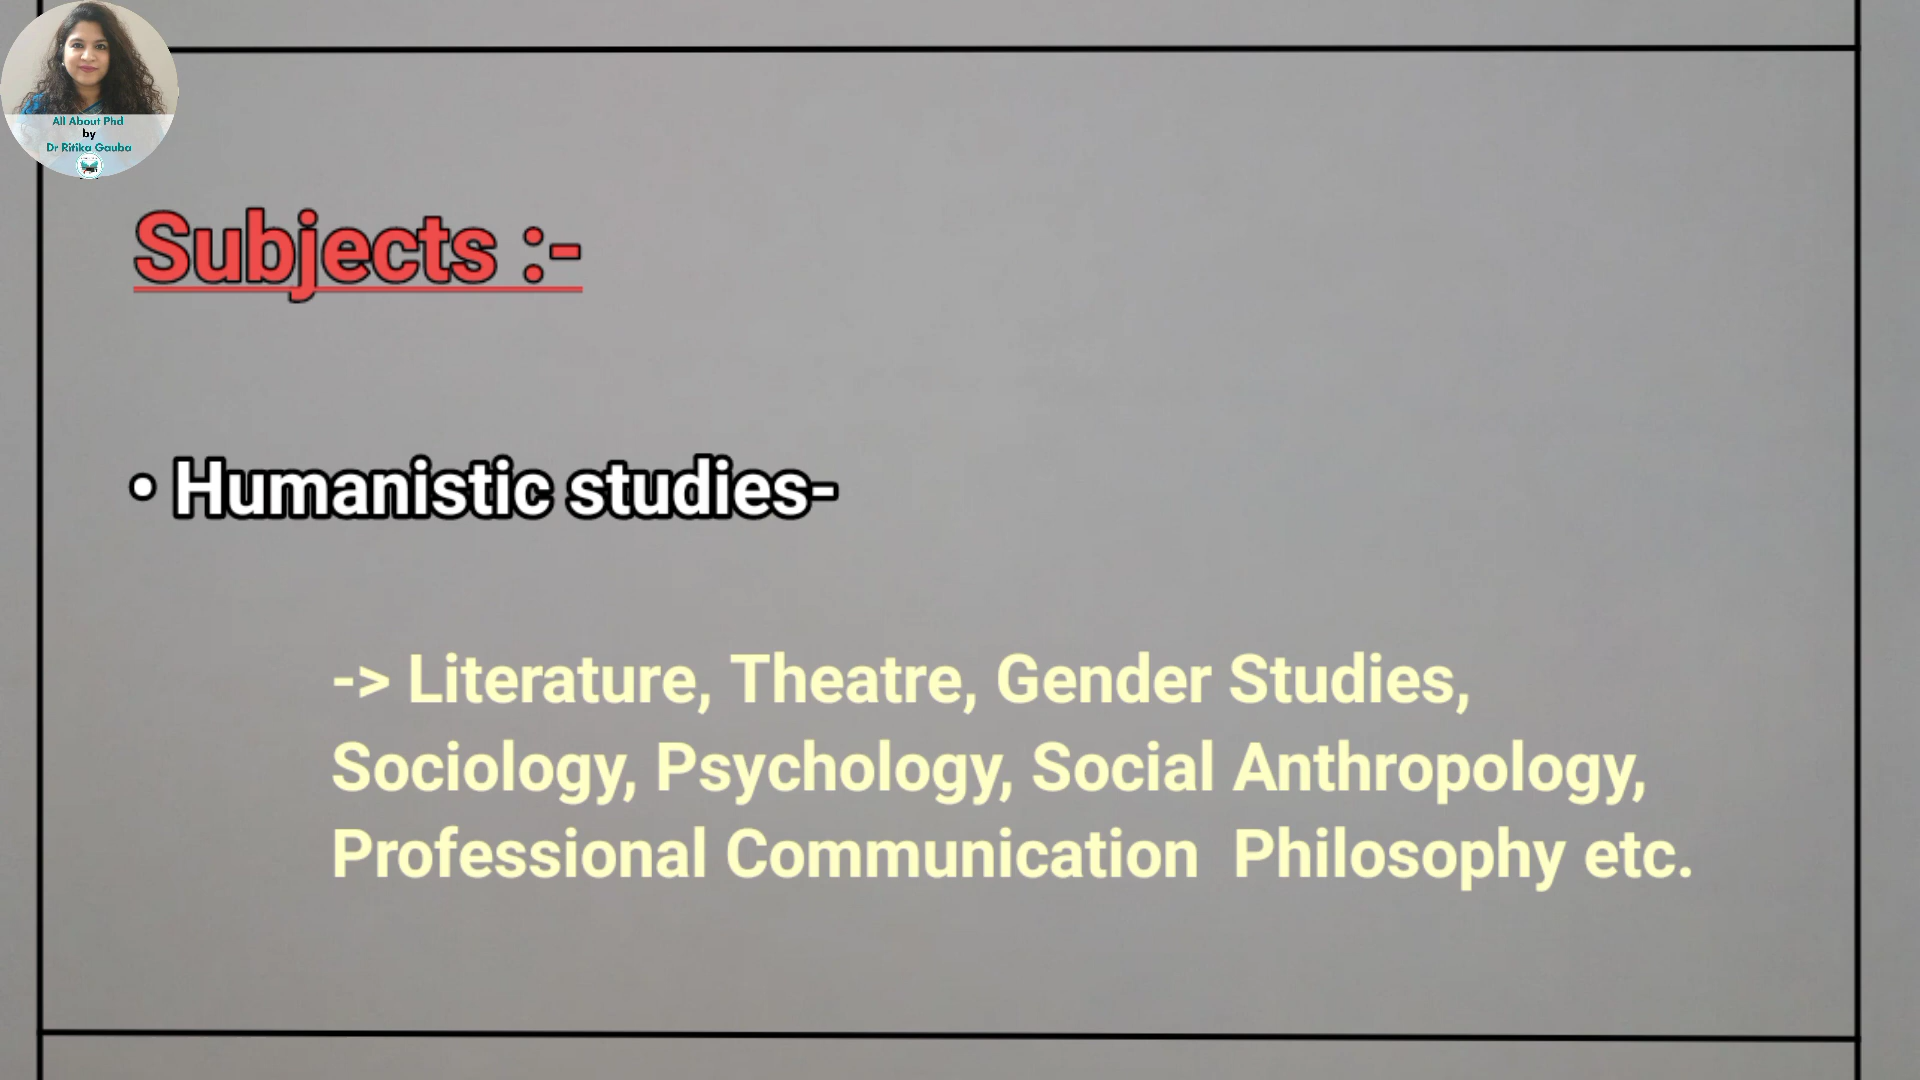 All About Phd
by
Dr Ritika Gauba
Subjects :-
• Humanistic studies-
-> Literature, Theatre, Gender Studies,
Sociology, Psychology, Social Anthropology,
Professional Communication  Philosophy etc.